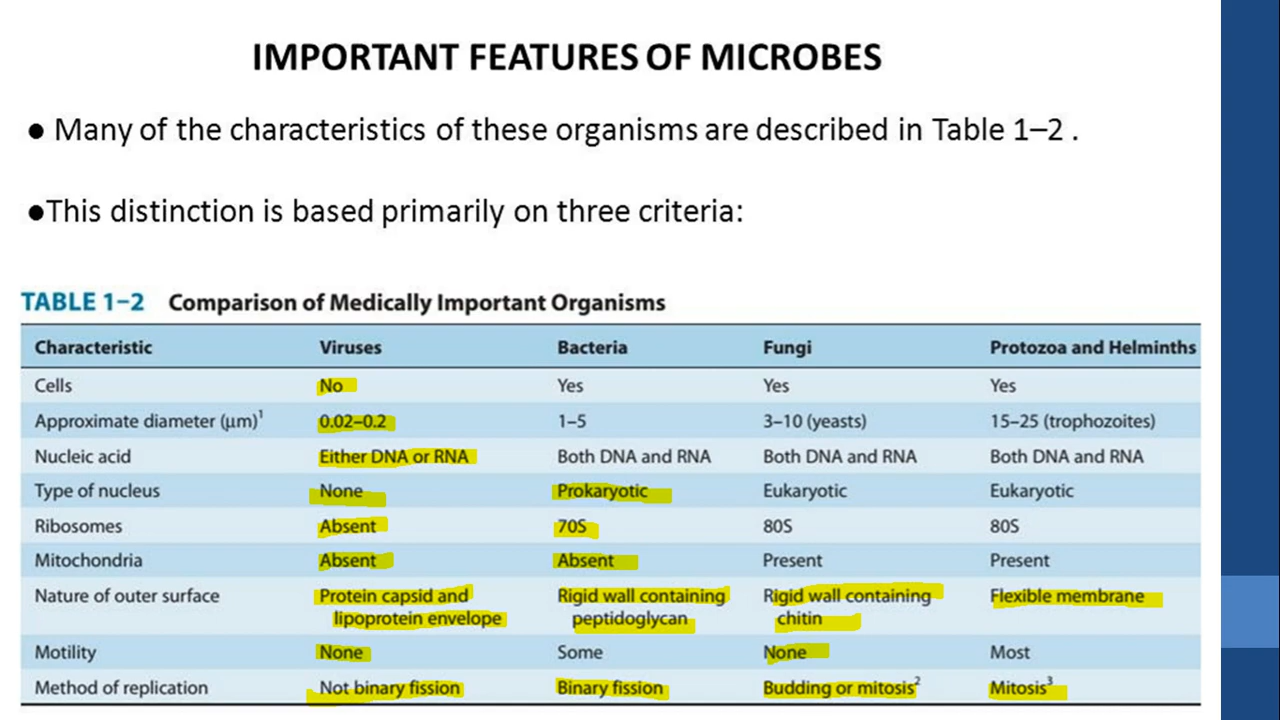 IMPORTANT FEATURES OF MICROBES
● Many of the characteristics of these organisms are described in Table 1–2 .
●This distinction is based primarily on three criteria:
TABLE 1–2 Comparison of Medically Important Organisms
Characteristic Viruses Bacteria Fungi Protozoa and Helminths
Cells No Yes Yes Yes
Approximate diameter (μm)¹ 0.02–0.2 1–5 3–10 (yeasts) 15–25 (trophozoites)
Nucleic acid Either DNA or RNA Both DNA and RNA Both DNA and RNA Both DNA and RNA
Type of nucleus None Prokaryotic Eukaryotic Eukaryotic
Ribosomes Absent 70S 80S 80S
Mitochondria Absent Absent Present Present
Nature of outer surface Protein capsid and Rigid wall containing Rigid wall containing Flexible membrane
lipoprotein envelope peptidoglycan chitin
Motility None Some None Most
Method of replication Not binary fission Binary fission Budding or mitosis² Mitosis³